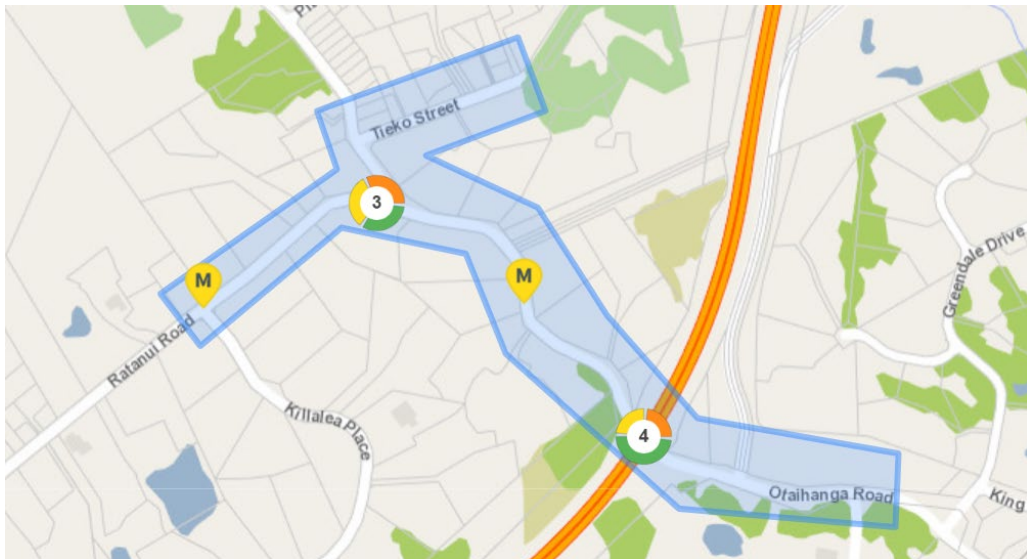 Tieko Street
3
M
M
Ratanui Road
Killalea Place
Greendale Drive
4
Otaihanga Road
King